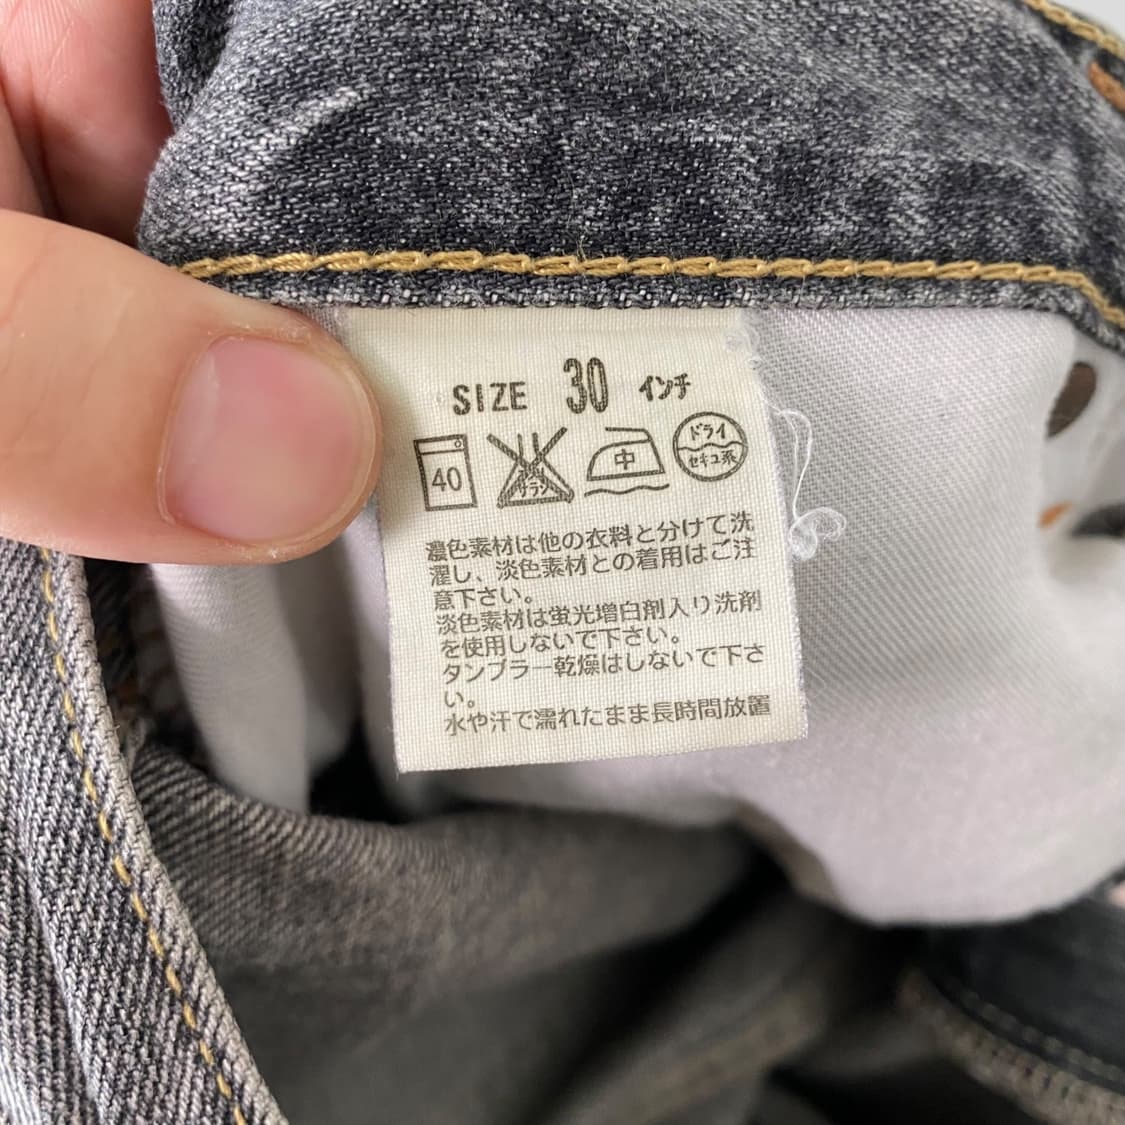 SIZE 30 インチ
40 サラシ 中 ドライ セキユ系
濃色素材は他の衣料と分けて洗
濯し、淡色素材との着用はご注
意下さい。
淡色素材は蛍光増白剤入り洗剤
を使用しないで下さい。
タンブラー乾燥はしないで下さ
い。
水や汗で濡れたまま長時間放置